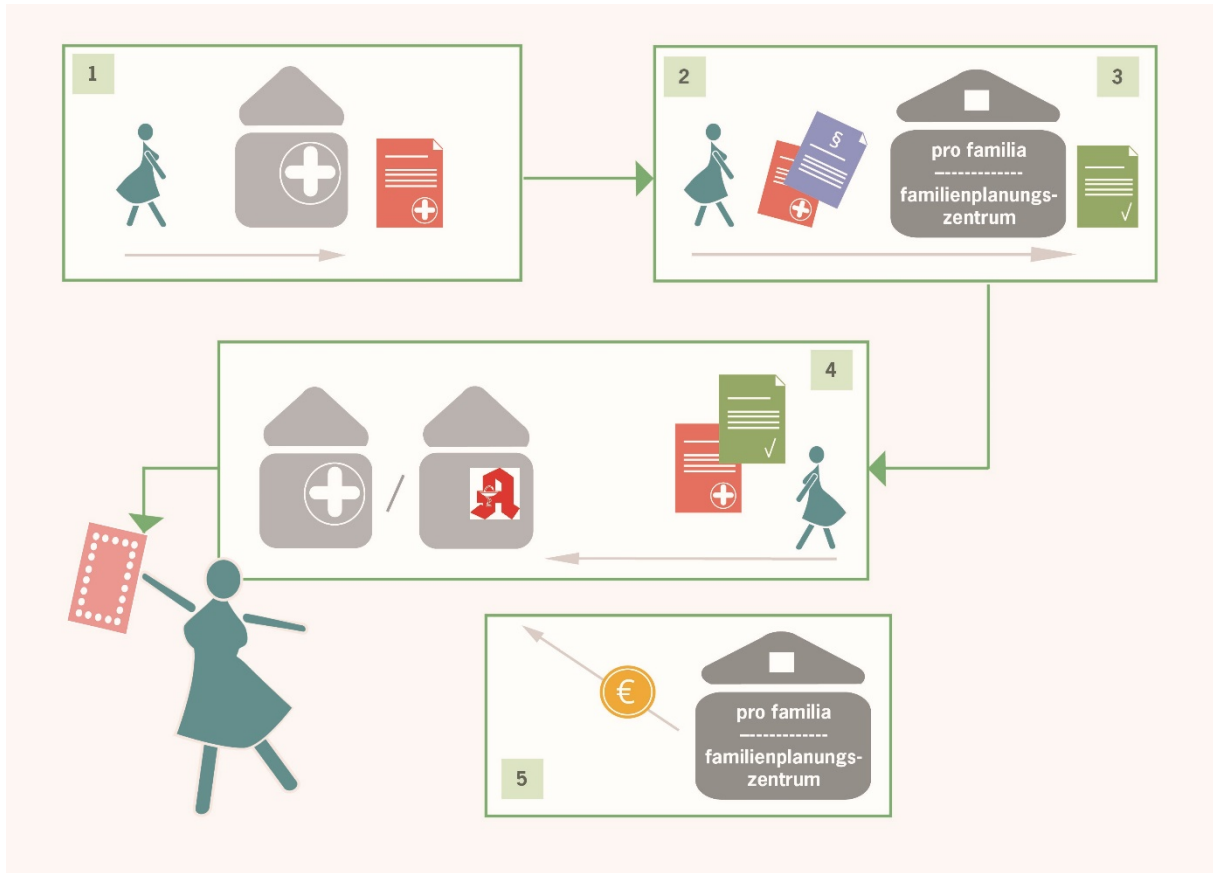 1
2
3
§
pro familia
-------------
familienplanungs-
zentrum
√
4
√
/
A
5
€
pro familia
-------------
familienplanungs-
zentrum